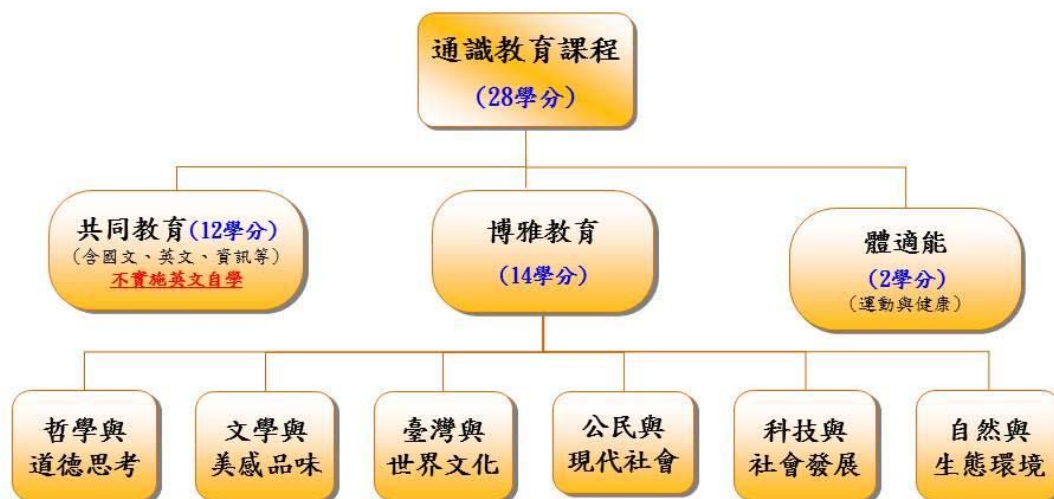 通識教育課程
(28學分)
共同教育(12學分)
(含國文、英文、資訊等)
不實施英文自學
博雅教育
(14學分)
體適能
(2學分)
(運動與健康)
哲學與
道德思考
文學與
美感品味
臺灣與
世界文化
公民與
現代社會
科技與
社會發展
自然與
生態環境